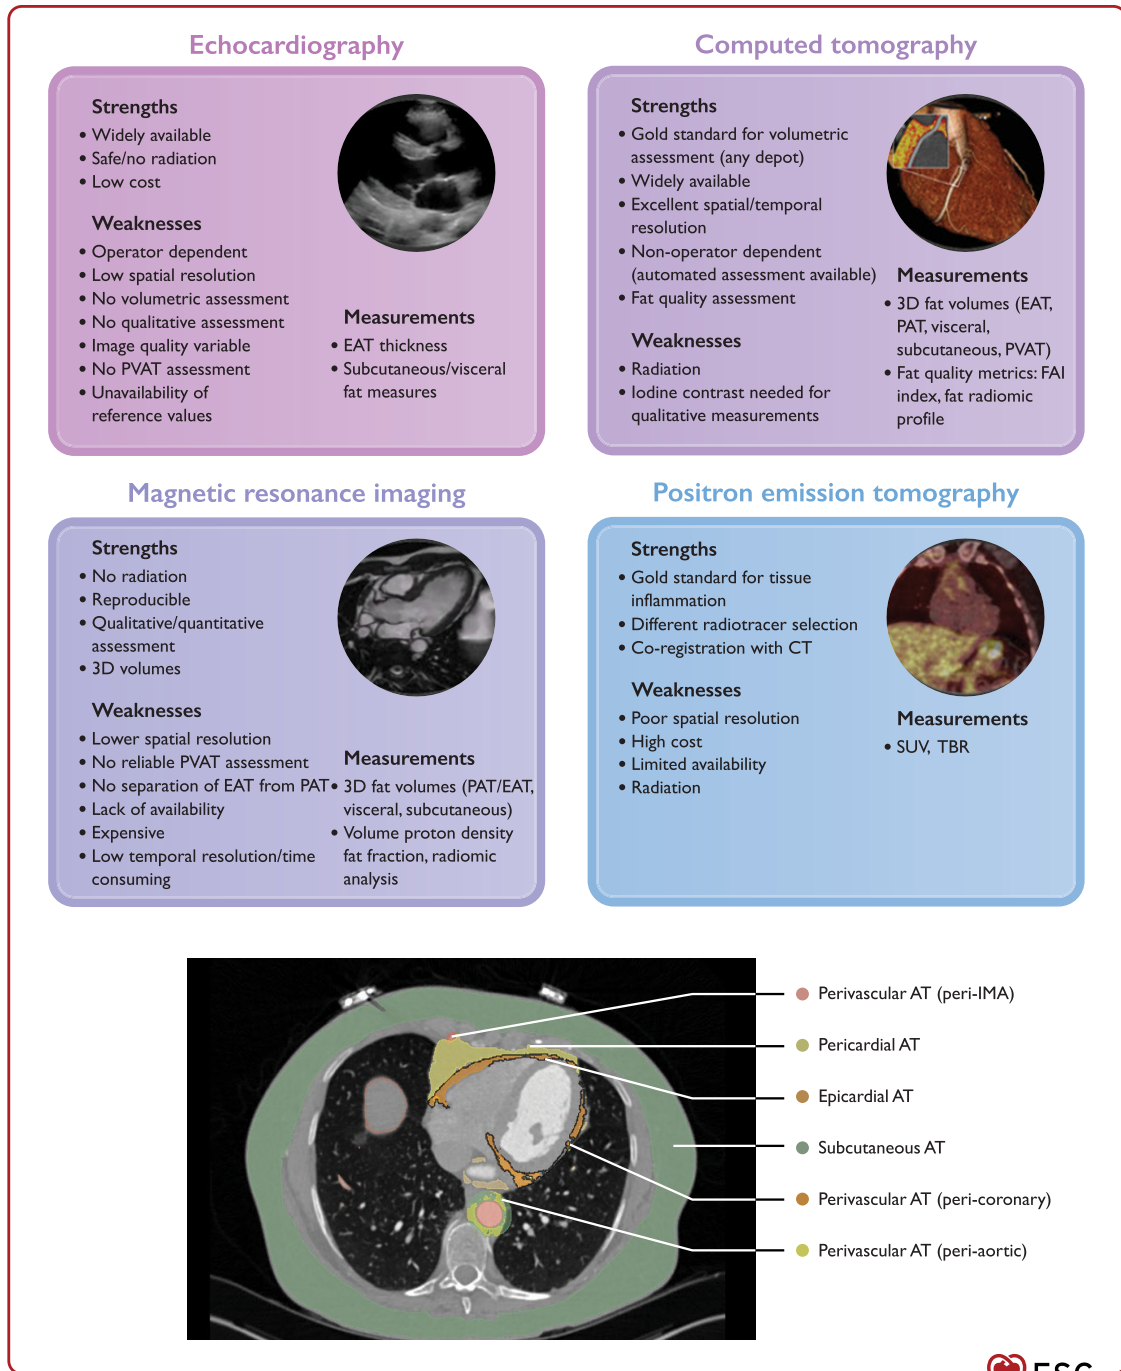 Echocardiography
Strengths
• Widely available
• Safe/no radiation
• Low cost
Weaknesses
• Operator dependent
• Low spatial resolution
• No volumetric assessment
• No qualitative assessment
• Image quality variable
• No PVAT assessment
• Unavailability of
reference values
Measurements
• EAT thickness
• Subcutaneous/visceral
fat measures
Computed tomography
Strengths
• Gold standard for volumetric
assessment (any depot)
• Widely available
• Excellent spatial/temporal
resolution
• Non-operator dependent
(automated assessment available)
• Fat quality assessment
Weaknesses
• Radiation
• Iodine contrast needed for
qualitative measurements
Measurements
• 3D fat volumes (EAT,
PAT, visceral,
subcutaneous, PVAT)
• Fat quality metrics: FAI
index, fat radiomic
profile
Magnetic resonance imaging
Strengths
• No radiation
• Reproducible
• Qualitative/quantitative
assessment
• 3D volumes
Weaknesses
• Lower spatial resolution
• No reliable PVAT assessment
• No separation of EAT from PAT
• Lack of availability
• Expensive
• Low temporal resolution/time
consuming
Measurements
• 3D fat volumes (PAT/EAT,
visceral, subcutaneous)
• Volume proton density
fat fraction, radiomic
analysis
Positron emission tomography
Strengths
• Gold standard for tissue
inflammation
• Different radiotracer selection
• Co-registration with CT
Weaknesses
• Poor spatial resolution
• High cost
• Limited availability
• Radiation
Measurements
• SUV, TBR
Perivascular AT (peri-IMA)
Pericardial AT
Epicardial AT
Subcutaneous AT
Perivascular AT (peri-coronary)
Perivascular AT (peri-aortic)
ESC